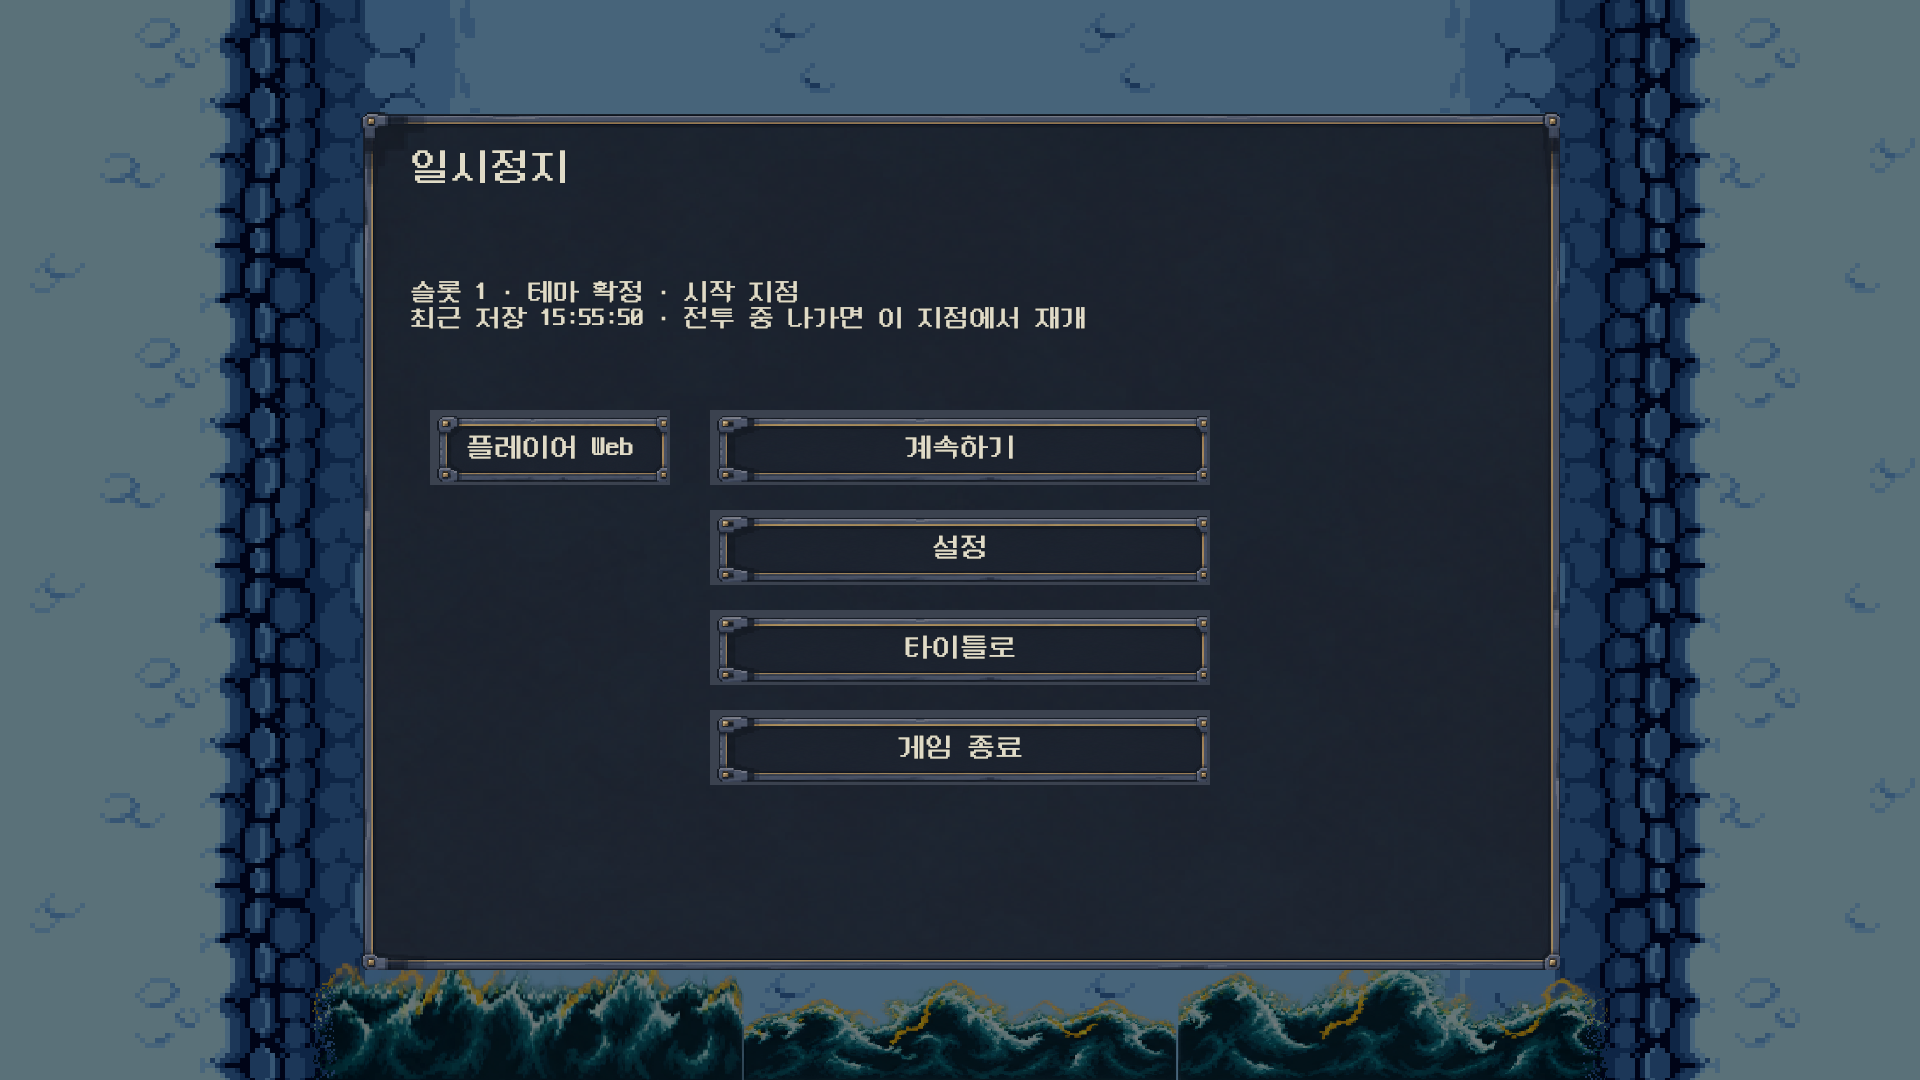 일시정지
슬롯 1 · 테마 확정 · 시작 지점
최근 저장 15:55:50 · 전투 중 나가면 이 지점에서 재개
플레이어 Web
계속하기
설정
타이틀로
게임 종료